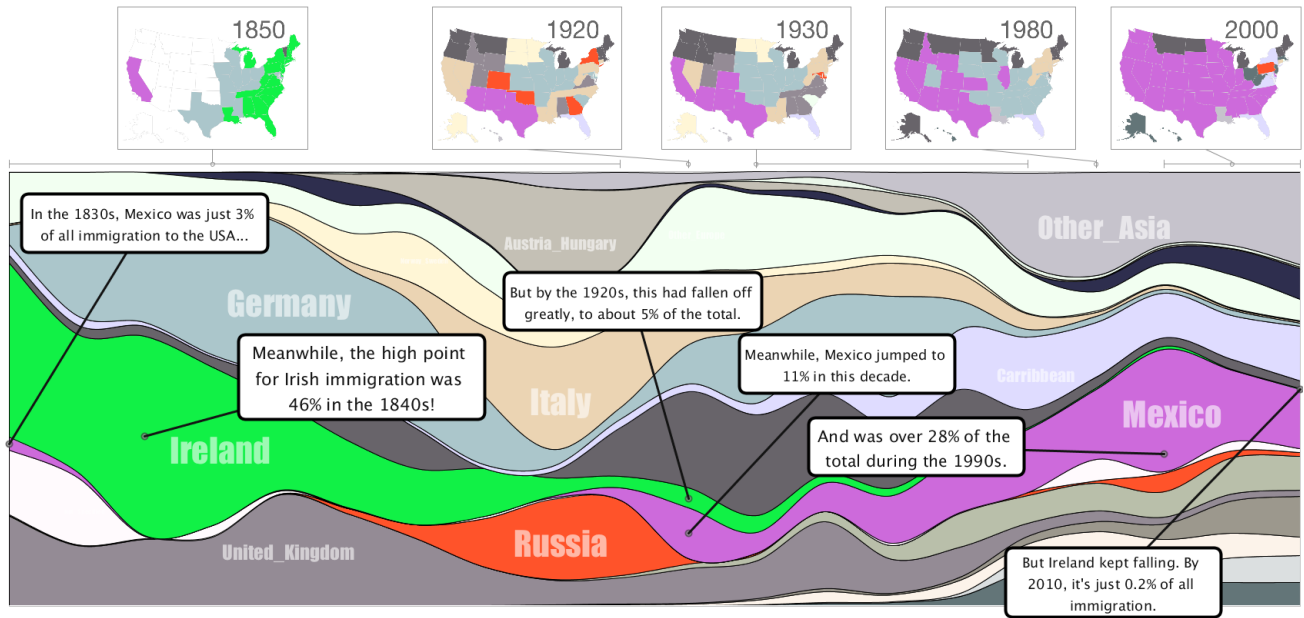 1850
1920
1930
1980
2000
In the 1830s, Mexico was just 3%
of all immigration to the USA...
Austria_Hungary
Other_Asia
Germany
But by the 1920s, this had fallen off
greatly, to about 5% of the total.
Meanwhile, the high point
for Irish immigration was
46% in the 1840s!
Meanwhile, Mexico jumped to
11% in this decade.
Carribbean
Italy
Mexico
Ireland
And was over 28% of the
total during the 1990s.
United_Kingdom
Russia
But Ireland kept falling. By
2010, it's just 0.2% of all
immigration.